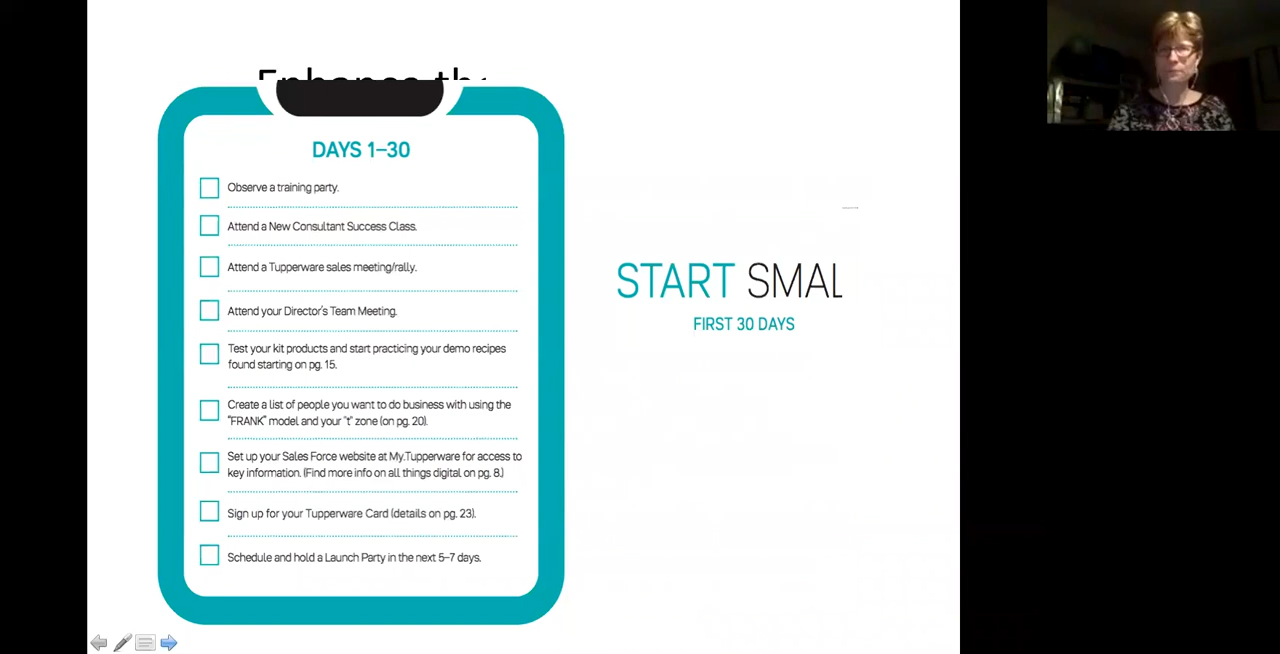 DAYS 1–30
Observe a training party.
Attend a New Consultant Success Class.
Attend a Tupperware sales meeting/rally.
Attend your Director's Team Meeting.
Test your kit products and start practicing your demo recipes
found starting on pg. 15.
Create a list of people you want to do business with using the
"FRANK" model and your "t" zone (on pg. 20).
Set up your Sales Force website at My.Tupperware for access to
key information. (Find more info on all things digital on pg. 8.)
Sign up for your Tupperware Card (details on pg. 23).
Schedule and hold a Launch Party in the next 5–7 days.
START SMAL
FIRST 30 DAYS